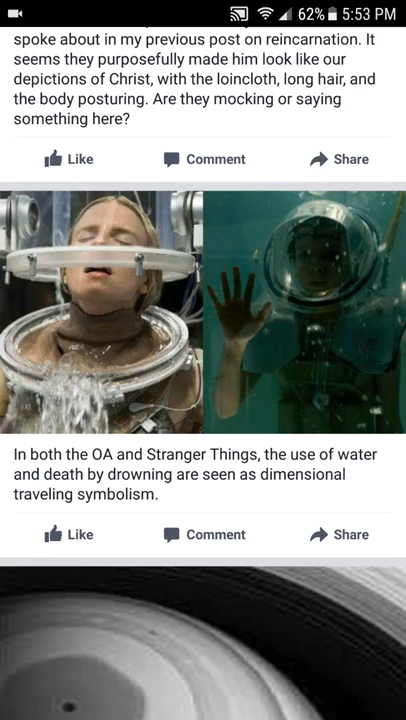 62% 5:53 PM
spoke about in my previous post on reincarnation. It
seems they purposefully made him look like our
depictions of Christ, with the loincloth, long hair, and
the body posturing. Are they mocking or saying
something here?
Like Comment Share
In both the OA and Stranger Things, the use of water
and death by drowning are seen as dimensional
traveling symbolism.
Like Comment Share